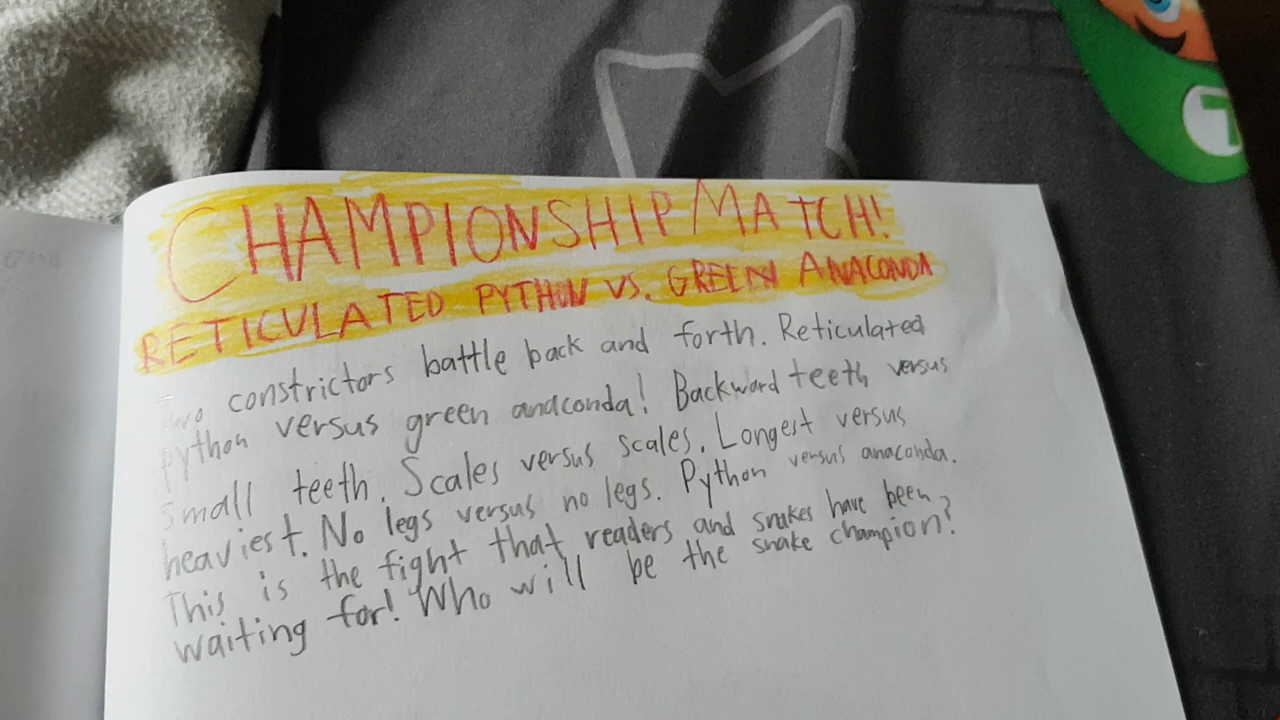 CHAMPIONSHIP MATCH!
RETICULATED PYTHON VS. GREEN ANACONDA
Two constrictors battle back and forth. Reticulated
python versus green anaconda! Backward teeth versus
small teeth. Scales versus scales. Longest versus
heaviest. No legs versus no legs. Python versus anaconda.
This is the fight that readers and snakes have been
waiting for! Who will be the snake champion?